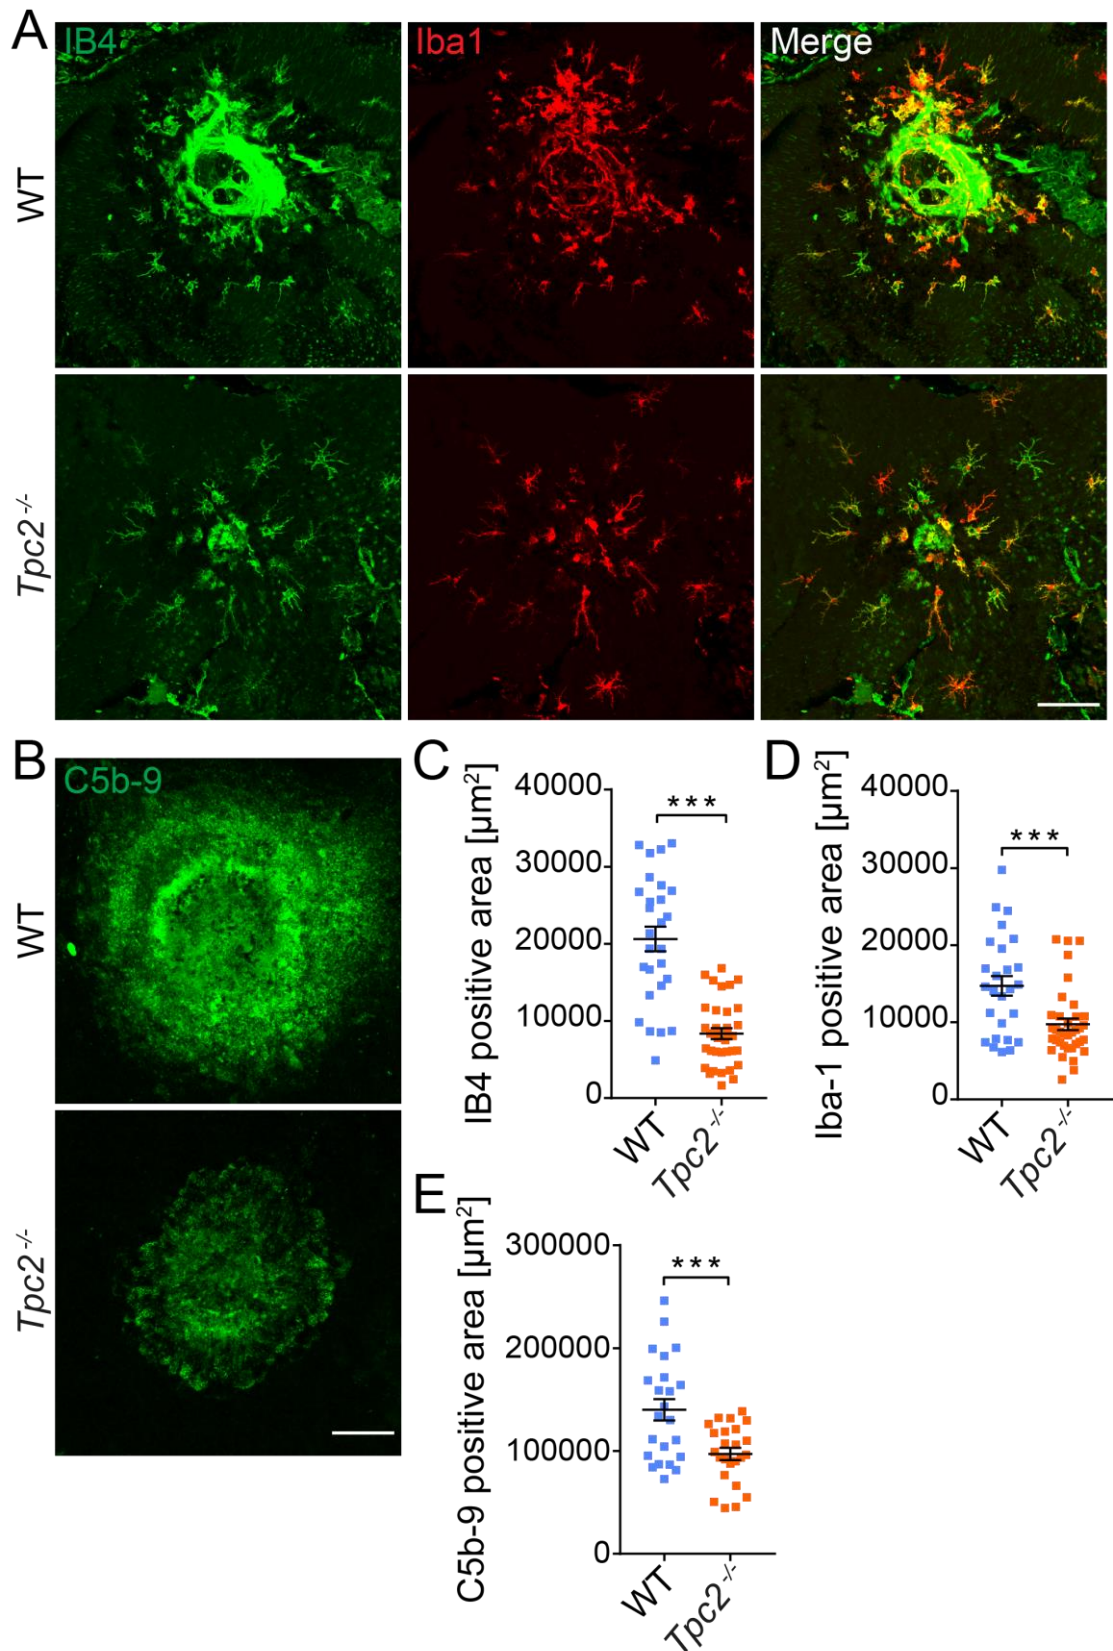 A
IB4
Iba1
Merge
WT
Tpc2-/-
B
C5b-9
WT
Tpc2-/-
C
IB4 positive area [µm²]
40000
30000
20000
10000
0
***
WT
Tpc2-/-
D
Iba-1 positive area [µm²]
40000
30000
20000
10000
0
***
WT
Tpc2-/-
E
C5b-9 positive area [µm²]
300000
200000
100000
0
***
WT
Tpc2-/-